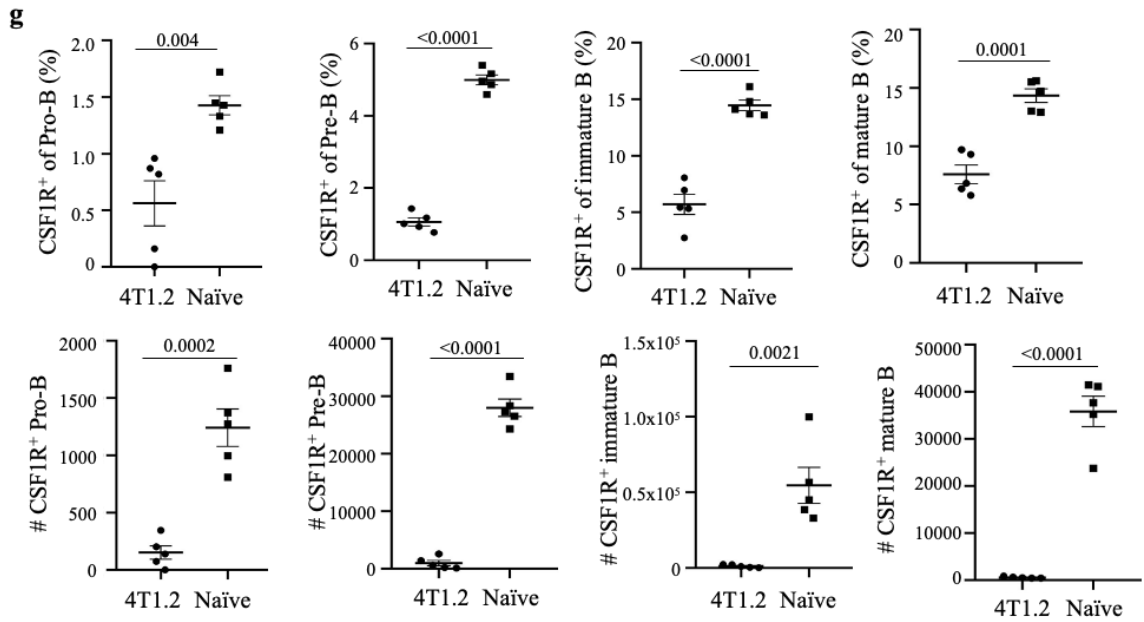 g
CSF1R⁺ of Pro-B (%)
2.0
1.5
1.0
0.5
0
0.004
4T1.2 Naïve
CSF1R⁺ of Pre-B (%)
6
4
2
0
<0.0001
4T1.2 Naïve
CSF1R⁺ of immature B (%)
20
15
10
5
0
<0.0001
4T1.2 Naïve
CSF1R⁺ of mature B (%)
20
15
10
5
0
0.0001
4T1.2 Naïve
# CSF1R⁺ Pro-B
2000
1500
1000
500
0
0.0002
4T1.2 Naïve
# CSF1R⁺ Pre-B
40000
30000
20000
10000
0
<0.0001
4T1.2 Naïve
# CSF1R⁺ immature B
1.5x10⁵
1.0x10⁵
0.5x10⁵
0
0.0021
4T1.2 Naïve
# CSF1R⁺ mature B
50000
40000
30000
20000
10000
0
<0.0001
4T1.2 Naïve